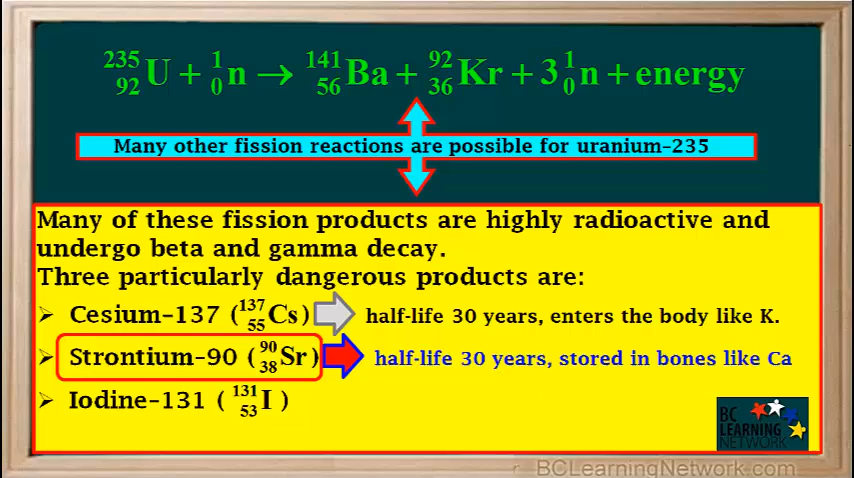 ²³⁵₉₂U + ¹₀n → ¹⁴¹₅₆Ba + ⁹²₃₆Kr + 3¹₀n + energy
Many other fission reactions are possible for uranium-235
Many of these fission products are highly radioactive and
undergo beta and gamma decay.
Three particularly dangerous products are:
➢ Cesium-137 (¹³⁷₅₅Cs) half-life 30 years, enters the body like K.
➢ Strontium-90 (⁹⁰₃₈Sr) half-life 30 years, stored in bones like Ca
➢ Iodine-131 ( ¹³¹₅₃I )
BC
LEARNING
NETWORK
BCLearningNetwork.com